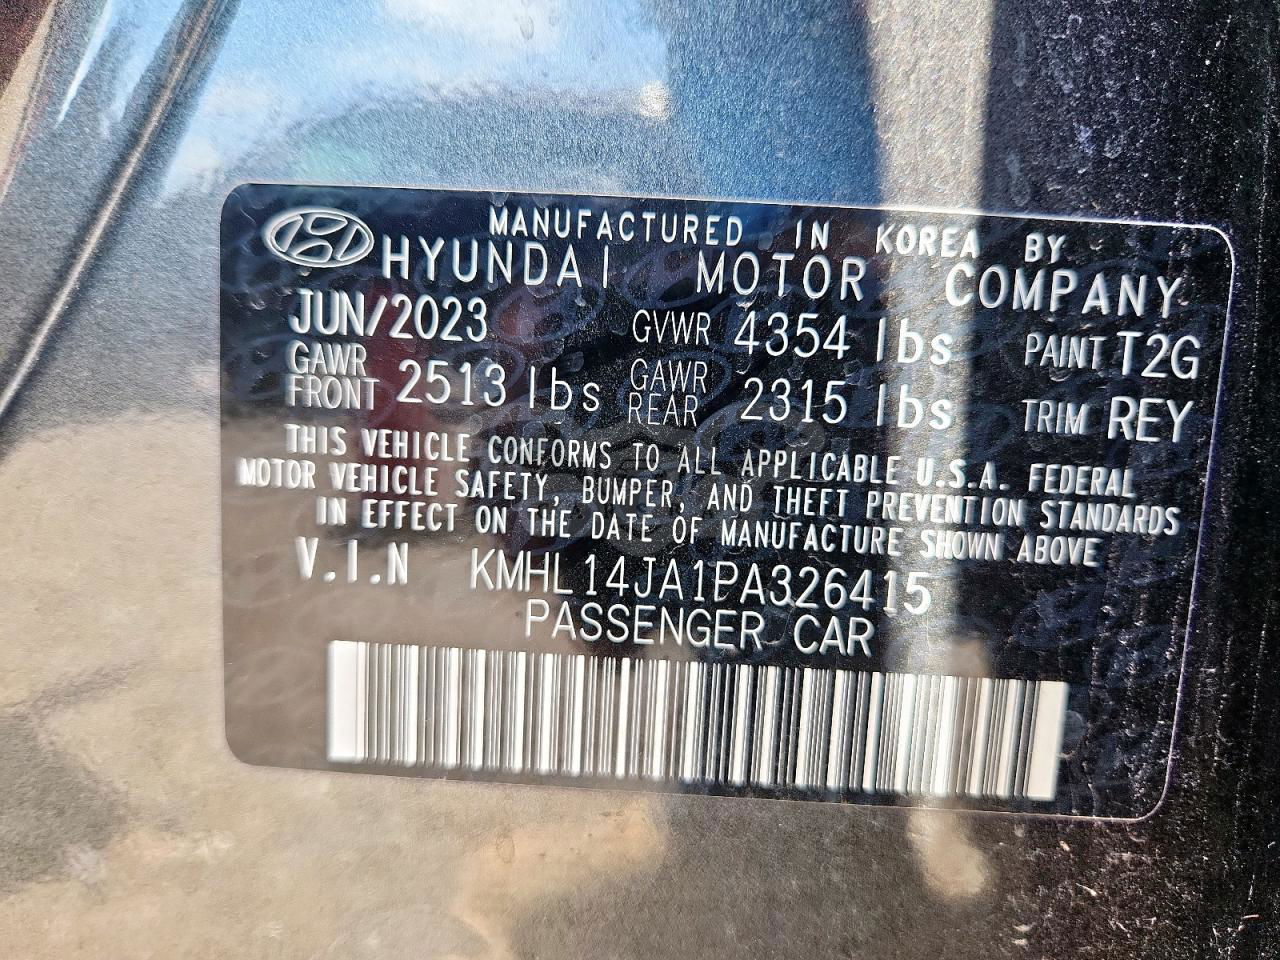 MANUFACTURED IN KOREA BY
HYUNDAI MOTOR COMPANY
JUN/2023 GVWR 4354 lbs PAINT T2G
GAWR FRONT 2513 lbs GAWR REAR 2315 lbs TRIM REY
THIS VEHICLE CONFORMS TO ALL APPLICABLE U.S.A. FEDERAL
MOTOR VEHICLE SAFETY, BUMPER, AND THEFT PREVENTION STANDARDS
IN EFFECT ON THE DATE OF MANUFACTURE SHOWN ABOVE
V.I.N KMHL14JA1PA326415
PASSENGER CAR